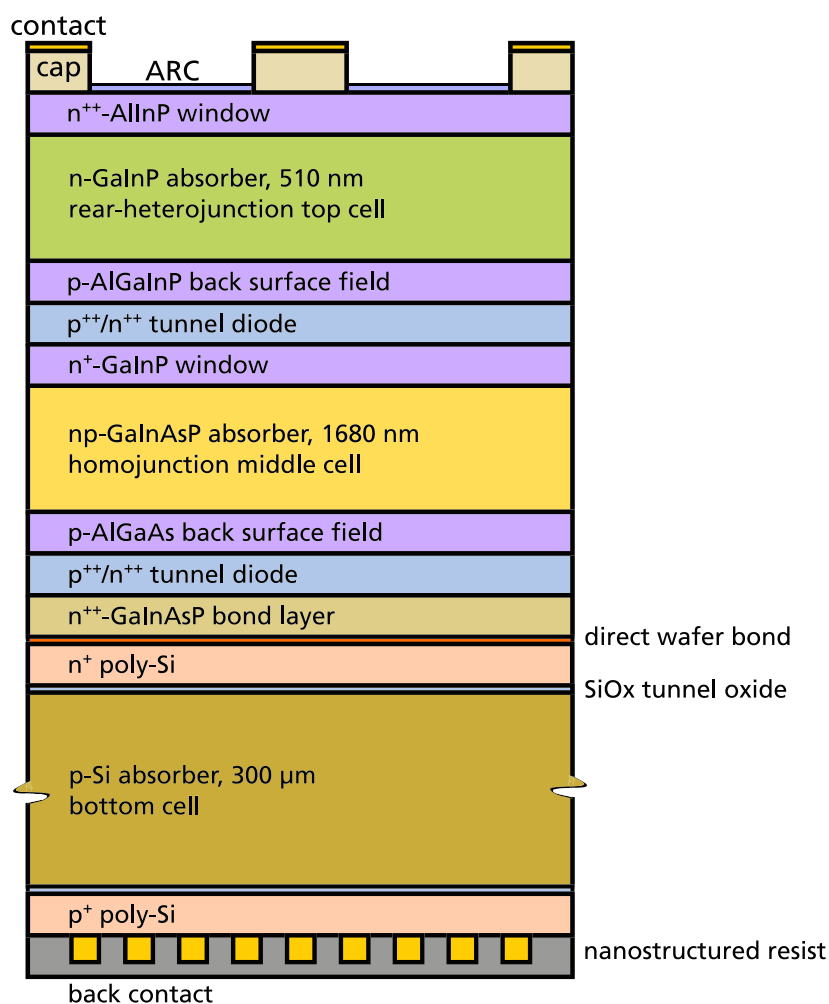 contact
cap
ARC
n++-AlInP window
n-GaInP absorber, 510 nm
rear-heterojunction top cell
p-AlGaInP back surface field
p++/n++ tunnel diode
n+-GaInP window
np-GaInAsP absorber, 1680 nm
homojunction middle cell
p-AlGaAs back surface field
p++/n++ tunnel diode
n++-GaInAsP bond layer
direct wafer bond
n+ poly-Si
SiOx tunnel oxide
p-Si absorber, 300 µm
bottom cell
p+ poly-Si
nanostructured resist
back contact